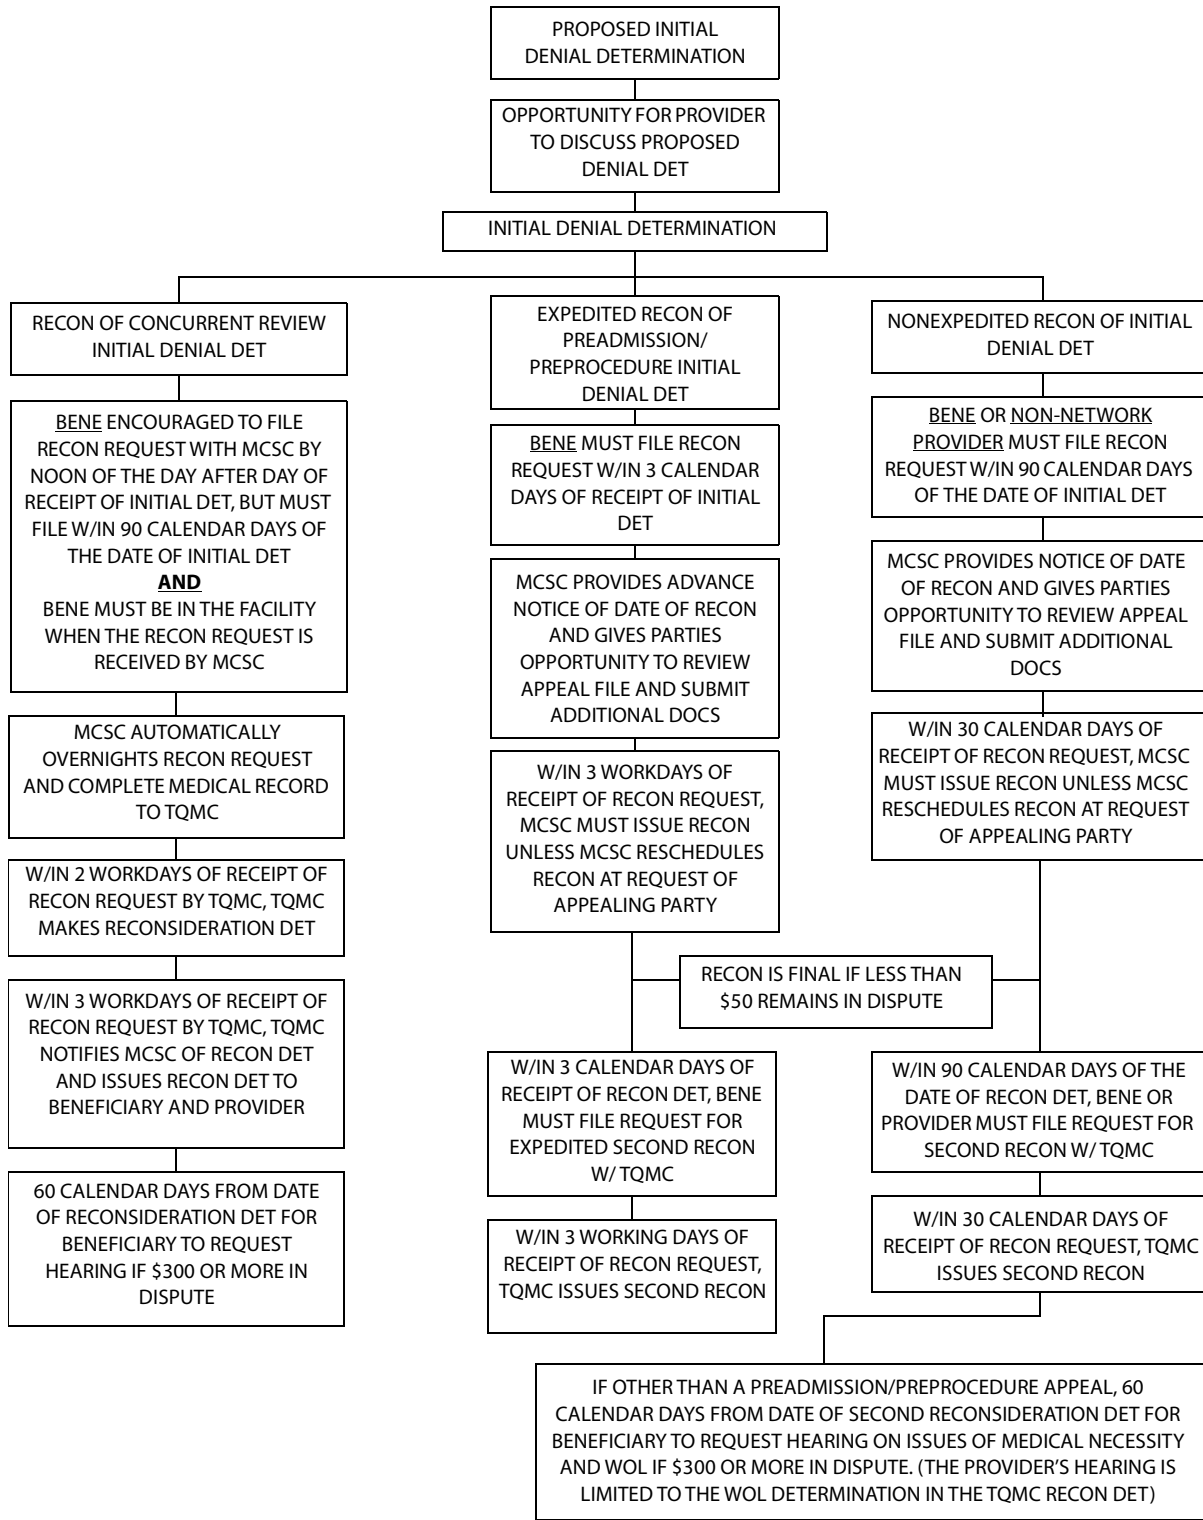 PROPOSED INITIAL
DENIAL DETERMINATION
OPPORTUNITY FOR PROVIDER
TO DISCUSS PROPOSED
DENIAL DET
INITIAL DENIAL DETERMINATION
RECON OF CONCURRENT REVIEW
INITIAL DENIAL DET
BENE ENCOURAGED TO FILE
RECON REQUEST WITH MCSC BY
NOON OF THE DAY AFTER DAY OF
RECEIPT OF INITIAL DET, BUT MUST
FILE W/IN 90 CALENDAR DAYS OF
THE DATE OF INITIAL DET
AND
BENE MUST BE IN THE FACILITY
WHEN THE RECON REQUEST IS
RECEIVED BY MCSC
MCSC AUTOMATICALLY
OVERNIGHTS RECON REQUEST
AND COMPLETE MEDICAL RECORD
TO TQMC
W/IN 2 WORKDAYS OF RECEIPT OF
RECON REQUEST BY TQMC, TQMC
MAKES RECONSIDERATION DET
W/IN 3 WORKDAYS OF RECEIPT OF
RECON REQUEST BY TQMC, TQMC
NOTIFIES MCSC OF RECON DET
AND ISSUES RECON DET TO
BENEFICIARY AND PROVIDER
60 CALENDAR DAYS FROM DATE
OF RECONSIDERATION DET FOR
BENEFICIARY TO REQUEST
HEARING IF $300 OR MORE IN
DISPUTE
EXPEDITED RECON OF
PREADMISSION/
PREPROCEDURE INITIAL
DENIAL DET
BENE MUST FILE RECON
REQUEST W/IN 3 CALENDAR
DAYS OF RECEIPT OF INITIAL
DET
MCSC PROVIDES ADVANCE
NOTICE OF DATE OF RECON
AND GIVES PARTIES
OPPORTUNITY TO REVIEW
APPEAL FILE AND SUBMIT
ADDITIONAL DOCS
W/IN 3 WORKDAYS OF
RECEIPT OF RECON REQUEST,
MCSC MUST ISSUE RECON
UNLESS MCSC RESCHEDULES
RECON AT REQUEST OF
APPEALING PARTY
NONEXPEDITED RECON OF INITIAL
DENIAL DET
BENE OR NON-NETWORK
PROVIDER MUST FILE RECON
REQUEST W/IN 90 CALENDAR DAYS
OF THE DATE OF INITIAL DET
MCSC PROVIDES NOTICE OF DATE
OF RECON AND GIVES PARTIES
OPPORTUNITY TO REVIEW APPEAL
FILE AND SUBMIT ADDITIONAL
DOCS
W/IN 30 CALENDAR DAYS OF
RECEIPT OF RECON REQUEST, MCSC
MUST ISSUE RECON UNLESS MCSC
RESCHEDULES RECON AT REQUEST
OF APPEALING PARTY
RECON IS FINAL IF LESS THAN
$50 REMAINS IN DISPUTE
W/IN 3 CALENDAR DAYS OF
RECEIPT OF RECON DET, BENE
MUST FILE REQUEST FOR
EXPEDITED SECOND RECON
W/ TQMC
W/IN 3 WORKING DAYS OF
RECEIPT OF RECON REQUEST,
TQMC ISSUES SECOND RECON
W/IN 90 CALENDAR DAYS OF THE
DATE OF RECON DET, BENE OR
PROVIDER MUST FILE REQUEST FOR
SECOND RECON W/ TQMC
W/IN 30 CALENDAR DAYS OF
RECEIPT OF RECON REQUEST, TQMC
ISSUES SECOND RECON
IF OTHER THAN A PREADMISSION/PREPROCEDURE APPEAL, 60
CALENDAR DAYS FROM DATE OF SECOND RECONSIDERATION DET FOR
BENEFICIARY TO REQUEST HEARING ON ISSUES OF MEDICAL NECESSITY
AND WOL IF $300 OR MORE IN DISPUTE. (THE PROVIDER'S HEARING IS
LIMITED TO THE WOL DETERMINATION IN THE TQMC RECON DET)